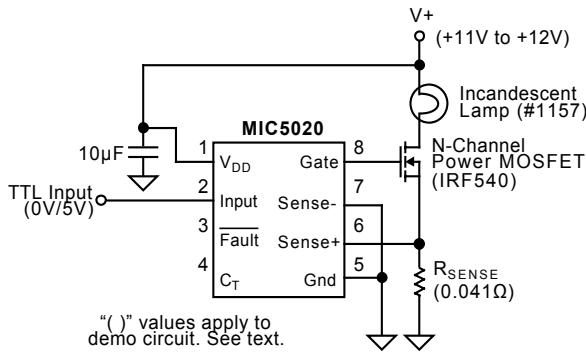 V+
(+11V to +12V)
Incandescent
Lamp (#1157)
MIC5020
N-Channel
Power MOSFET
(IRF540)
10µF
1
VDD
Gate
8
TTL Input
(0V/5V)
2
Input
Sense-
7
3
Fault
Sense+
6
4
CT
Gnd
5
RSENSE
(0.041Ω)
"( )" values apply to
demo circuit. See text.